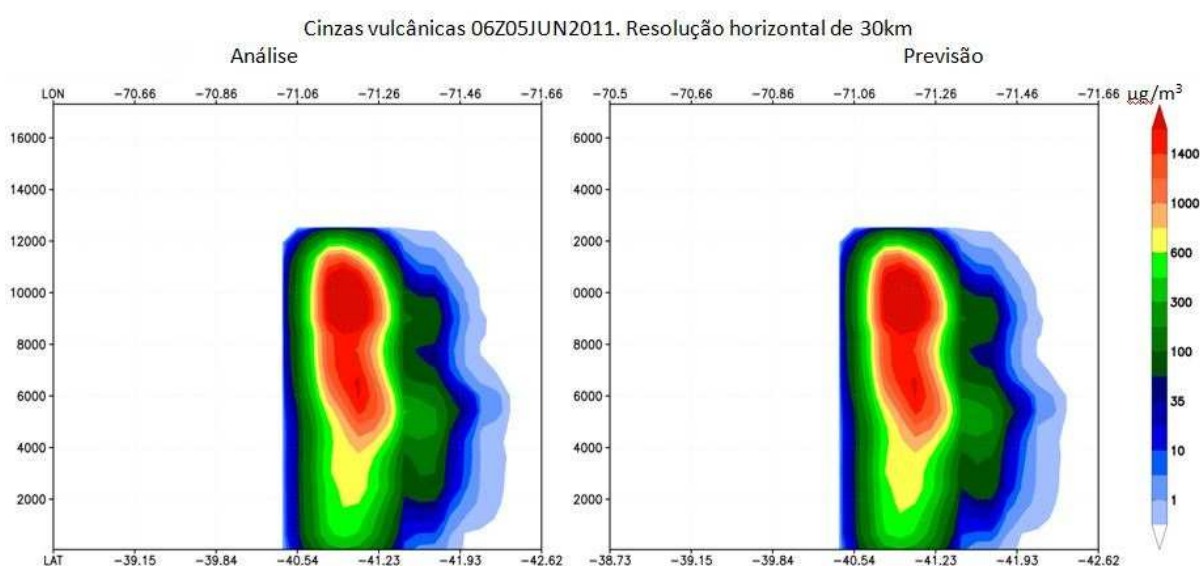 Cinzas vulcânicas 06Z05JUN2011. Resolução horizontal de 30km
Análise Previsão
LON −70.66 −70.86 −71.06 −71.26 −71.46 −71.66 −70.5 −70.66 −70.86 −71.06 −71.26 −71.46 −71.66 µg/m³
16000 6000 1400
14000 4000 1000
12000 2000 600
10000 0000 300
8000 8000 100
6000 6000 35
4000 4000 10
2000 2000 1
LAT −39.15 −39.84 −40.54 −41.23 −41.93 −42.62 −38.73 −39.15 −39.84 −40.54 −41.23 −41.93 −42.62